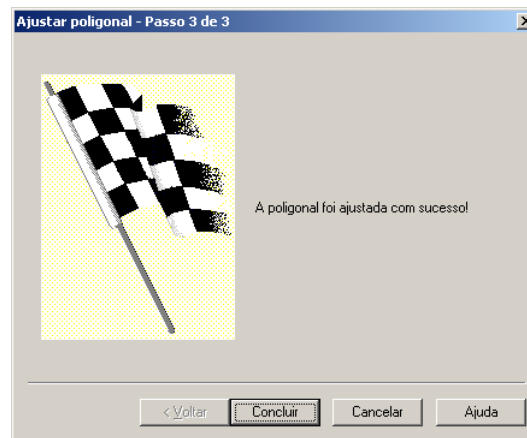 Ajustar poligonal - Passo 3 de 3
A poligonal foi ajustada com sucesso!
< Voltar Concluir Cancelar Ajuda